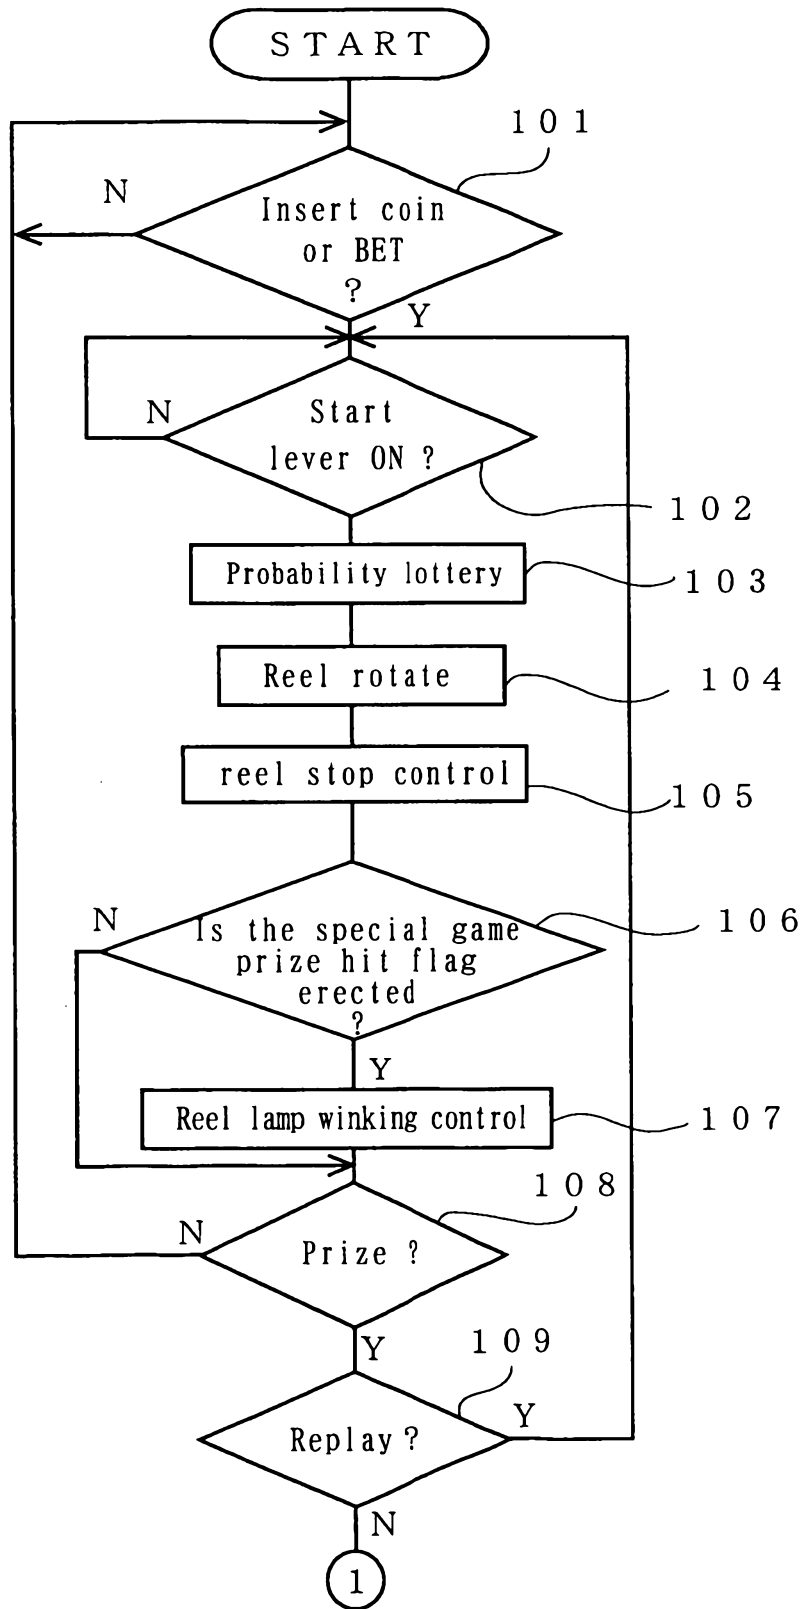 START
101
N
Insert coin
or BET
?
Y
N
Start
lever ON ?
102
Probability lottery
103
Reel rotate
104
reel stop control
105
N
106
Is the special game
prize hit flag
erected
?
Y
Reel lamp winking control
107
108
N
Prize ?
Y
109
Replay ?
Y
N
1